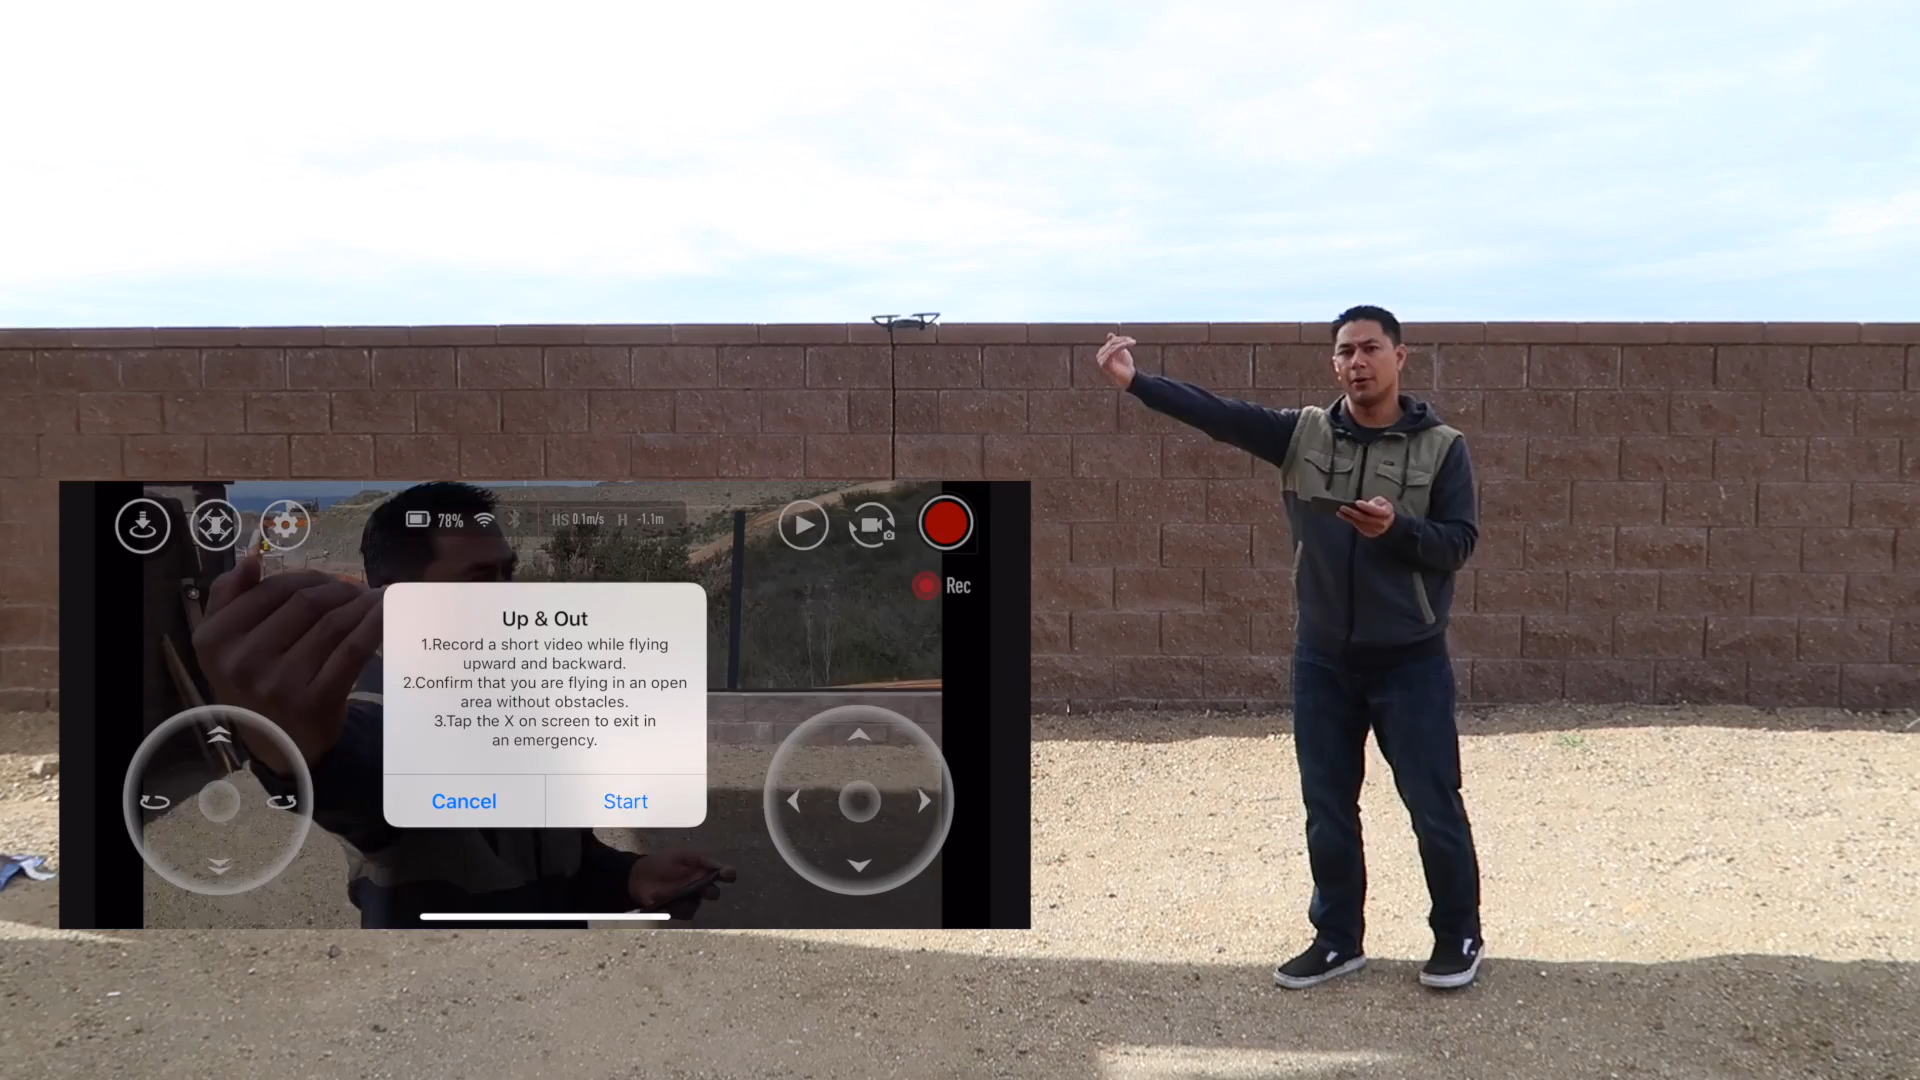 78% HS 0.1m/s H -1.1m
Rec
Up & Out
1.Record a short video while flying
upward and backward.
2.Confirm that you are flying in an open
area without obstacles.
3.Tap the X on screen to exit in
an emergency.
Cancel Start